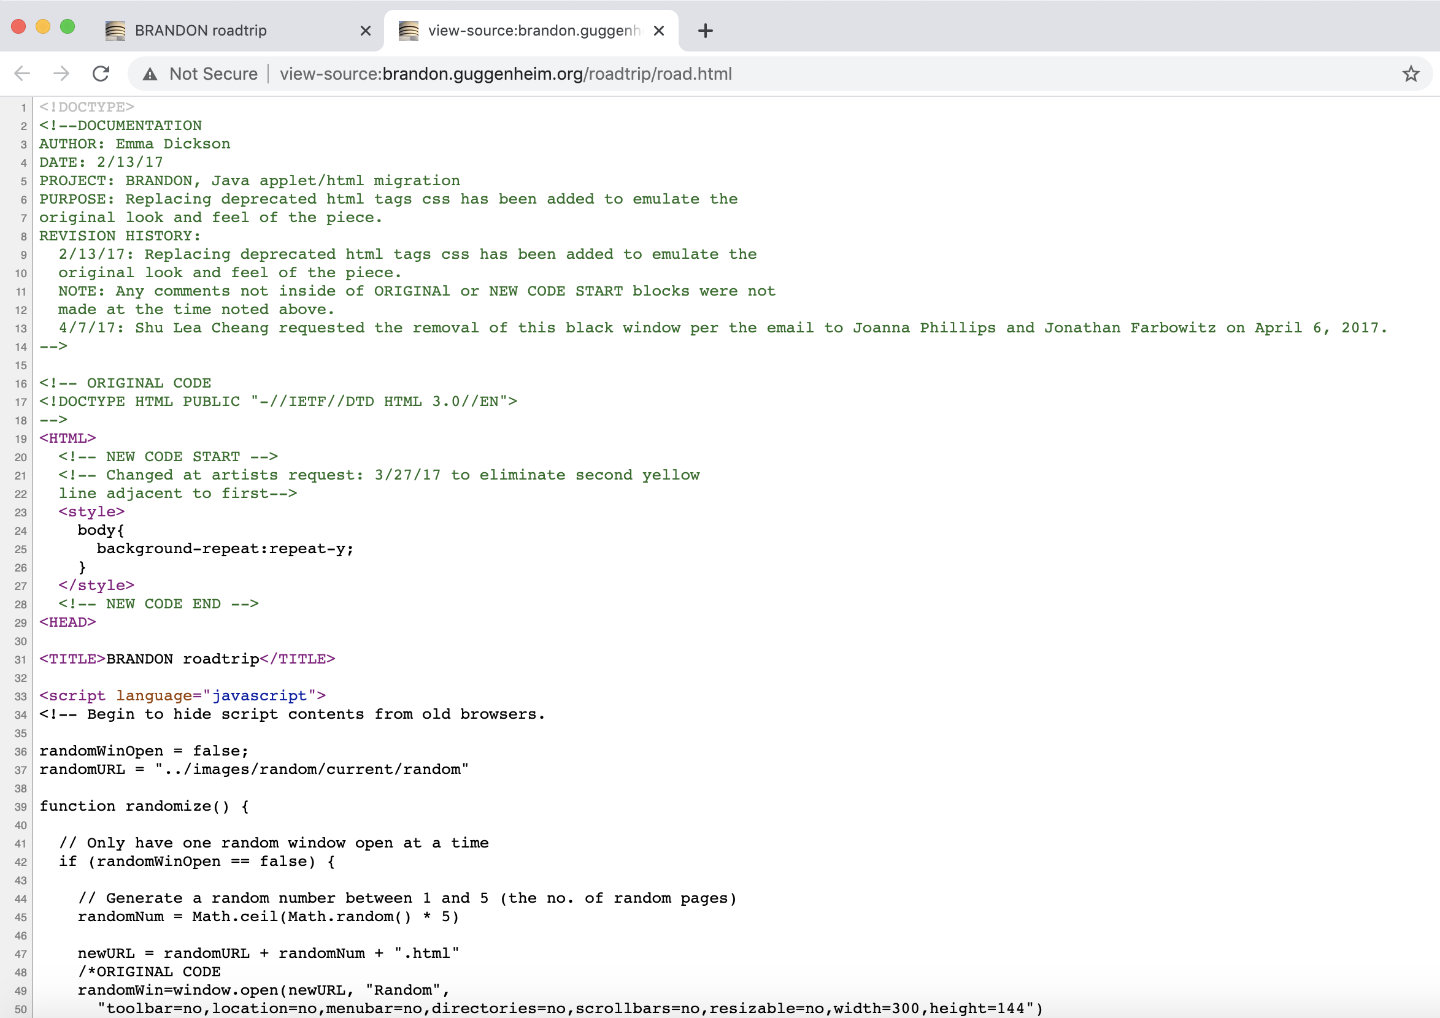 BRANDON roadtrip
view-source:brandon.guggenh
Not Secure | view-source:brandon.guggenheim.org/roadtrip/road.html
1 <!DOCTYPE>
2 <!--DOCUMENTATION
3 AUTHOR: Emma Dickson
4 DATE: 2/13/17
5 PROJECT: BRANDON, Java applet/html migration
6 PURPOSE: Replacing deprecated html tags css has been added to emulate the
7 original look and feel of the piece.
8 REVISION HISTORY:
9   2/13/17: Replacing deprecated html tags css has been added to emulate the
10   original look and feel of the piece.
11   NOTE: Any comments not inside of ORIGINAl or NEW CODE START blocks were not
12   made at the time noted above.
13   4/7/17: Shu Lea Cheang requested the removal of this black window per the email to Joanna Phillips and Jonathan Farbowitz on April 6, 2017.
14 -->
15
16 <!-- ORIGINAL CODE
17 <!DOCTYPE HTML PUBLIC "-//IETF//DTD HTML 3.0//EN">
18 -->
19 <HTML>
20   <!-- NEW CODE START -->
21   <!-- Changed at artists request: 3/27/17 to eliminate second yellow
22   line adjacent to first-->
23   <style>
24     body{
25       background-repeat:repeat-y;
26     }
27   </style>
28   <!-- NEW CODE END -->
29 <HEAD>
30
31 <TITLE>BRANDON roadtrip</TITLE>
32
33 <script language="javascript">
34 <!-- Begin to hide script contents from old browsers.
35
36 randomWinOpen = false;
37 randomURL = "../images/random/current/random"
38
39 function randomize() {
40
41   // Only have one random window open at a time
42   if (randomWinOpen == false) {
43
44     // Generate a random number between 1 and 5 (the no. of random pages)
45     randomNum = Math.ceil(Math.random() * 5)
46
47     newURL = randomURL + randomNum + ".html"
48     /*ORIGINAL CODE
49     randomWin=window.open(newURL, "Random",
50       "toolbar=no,location=no,menubar=no,directories=no,scrollbars=no,resizable=no,width=300,height=144")